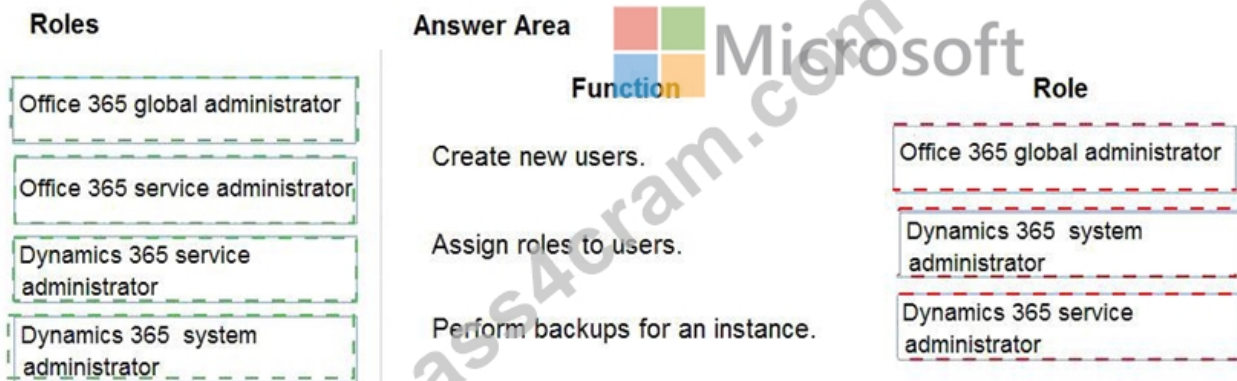 Roles
Answer Area
Microsoft
Function
Role
Office 365 global administrator
Office 365 service administrator
Dynamics 365 service
administrator
Dynamics 365 system
administrator
Create new users.
Office 365 global administrator
Assign roles to users.
Dynamics 365 system
administrator
Perform backups for an instance.
Dynamics 365 service
administrator
ass4cram.com